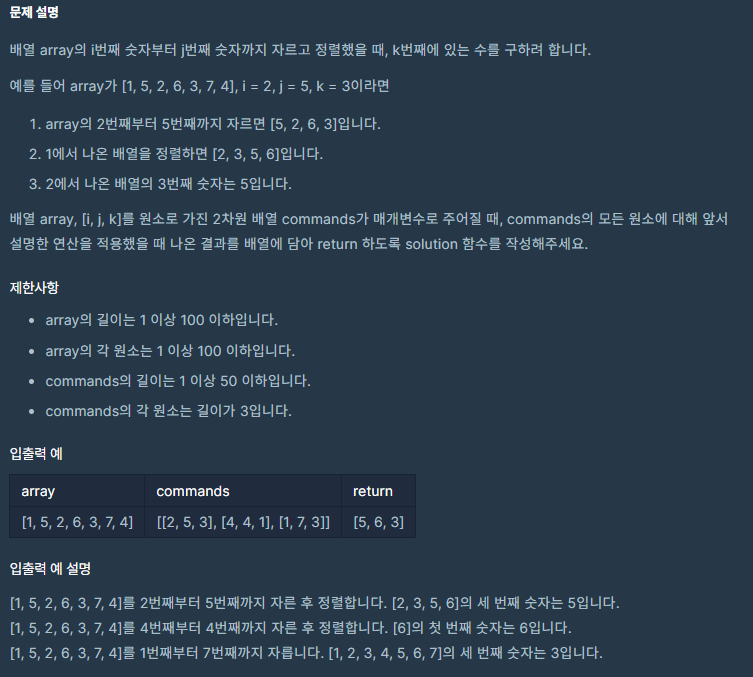 문제 설명
배열 array의 i번째 숫자부터 j번째 숫자까지 자르고 정렬했을 때, k번째에 있는 수를 구하려 합니다.
예를 들어 array가 [1, 5, 2, 6, 3, 7, 4], i = 2, j = 5, k = 3이라면
1. array의 2번째부터 5번째까지 자르면 [5, 2, 6, 3]입니다.
2. 1에서 나온 배열을 정렬하면 [2, 3, 5, 6]입니다.
3. 2에서 나온 배열의 3번째 숫자는 5입니다.
배열 array, [i, j, k]를 원소로 가진 2차원 배열 commands가 매개변수로 주어질 때, commands의 모든 원소에 대해 앞서
설명한 연산을 적용했을 때 나온 결과를 배열에 담아 return 하도록 solution 함수를 작성해주세요.
제한사항
• array의 길이는 1 이상 100 이하입니다.
• array의 각 원소는 1 이상 100 이하입니다.
• commands의 길이는 1 이상 50 이하입니다.
• commands의 각 원소는 길이가 3입니다.
입출력 예
array commands return
[1, 5, 2, 6, 3, 7, 4] [[2, 5, 3], [4, 4, 1], [1, 7, 3]] [5, 6, 3]
입출력 예 설명
[1, 5, 2, 6, 3, 7, 4]를 2번째부터 5번째까지 자른 후 정렬합니다. [2, 3, 5, 6]의 세 번째 숫자는 5입니다.
[1, 5, 2, 6, 3, 7, 4]를 4번째부터 4번째까지 자른 후 정렬합니다. [6]의 첫 번째 숫자는 6입니다.
[1, 5, 2, 6, 3, 7, 4]를 1번째부터 7번째까지 자릅니다. [1, 2, 3, 4, 5, 6, 7]의 세 번째 숫자는 3입니다.